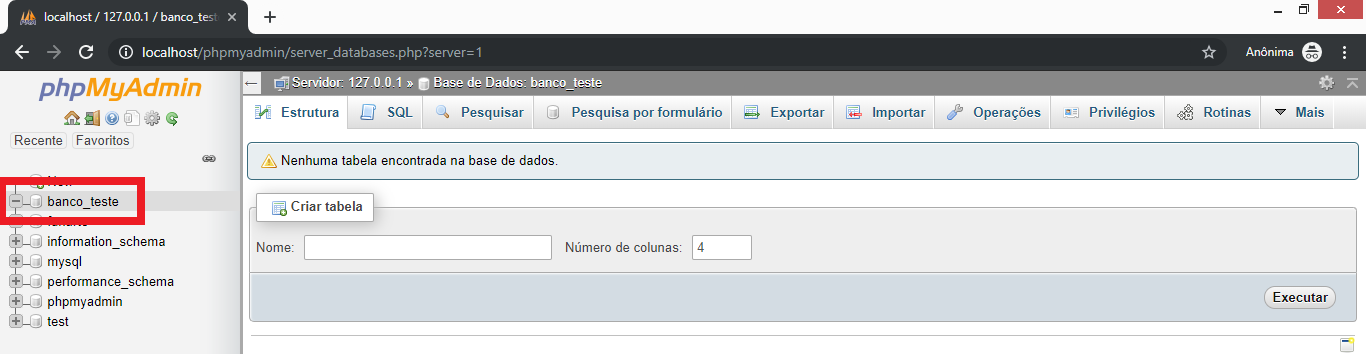 localhost / 127.0.0.1 / banco_test
localhost/phpmyadmin/server_databases.php?server=1
Anônima
phpMyAdmin
Recente Favoritos
banco_teste
information_schema
mysql
performance_schema
phpmyadmin
test
Servidor: 127.0.0.1 » Base de Dados: banco_teste
Estrutura SQL Pesquisar Pesquisa por formulário Exportar Importar Operações Privilégios Rotinas Mais
Nenhuma tabela encontrada na base de dados.
Criar tabela
Nome: Número de colunas: 4
Executar